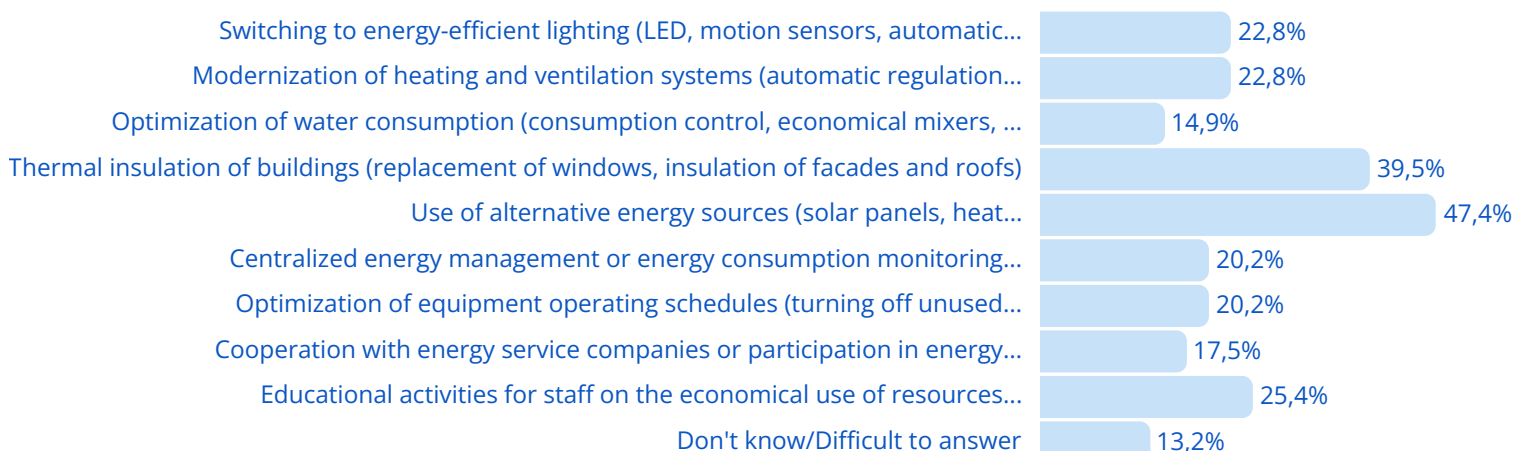 Switching to energy-efficient lighting (LED, motion sensors, automatic... 22,8%
Modernization of heating and ventilation systems (automatic regulation... 22,8%
Optimization of water consumption (consumption control, economical mixers, ... 14,9%
Thermal insulation of buildings (replacement of windows, insulation of facades and roofs) 39,5%
Use of alternative energy sources (solar panels, heat... 47,4%
Centralized energy management or energy consumption monitoring... 20,2%
Optimization of equipment operating schedules (turning off unused... 20,2%
Cooperation with energy service companies or participation in energy... 17,5%
Educational activities for staff on the economical use of resources... 25,4%
Don't know/Difficult to answer 13,2%